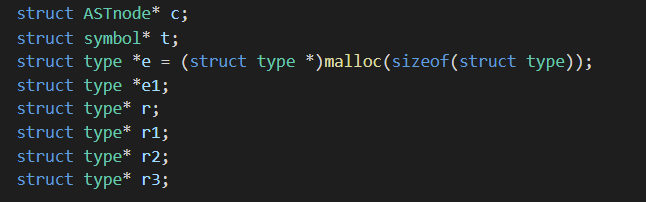 struct ASTnode* c;
struct symbol* t;
struct type *e = (struct type *)malloc(sizeof(struct type));
struct type *e1;
struct type* r;
struct type* r1;
struct type* r2;
struct type* r3;